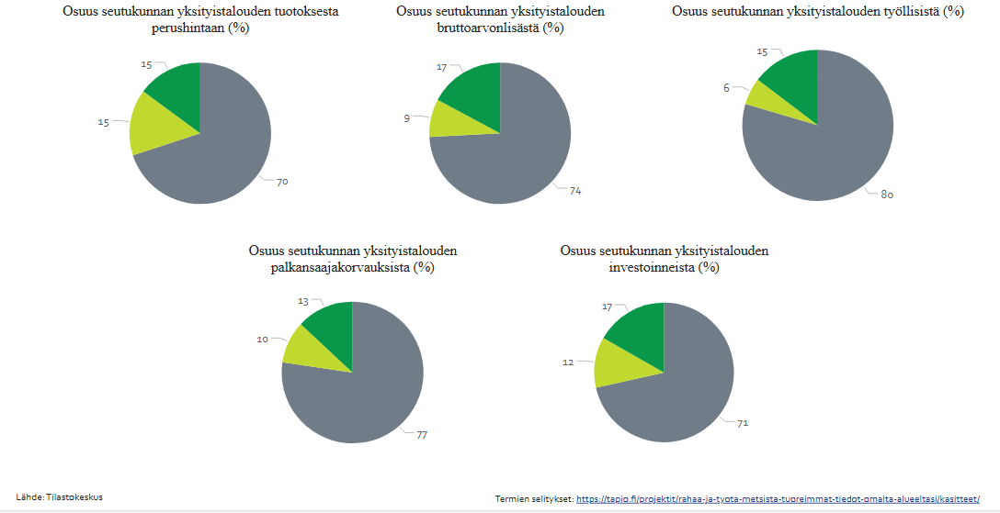 Osuus seutukunnan yksityistalouden tuotoksesta
perushintaan (%)
15
15
70
Osuus seutukunnan yksityistalouden
bruttoarvonlisästä (%)
17
9
74
Osuus seutukunnan yksityistalouden työllisistä (%)
15
6
80
Osuus seutukunnan yksityistalouden
palkansaajakorvauksista (%)
13
10
77
Osuus seutukunnan yksityistalouden
investoinneista (%)
17
12
71
Lähde: Tilastokeskus
Termien selitykset: https://tapio.fi/projektit/rahaa-ja-tyota-metsista-tuoreimmat-tiedot-omalta-alueeltasi/kasitteet/